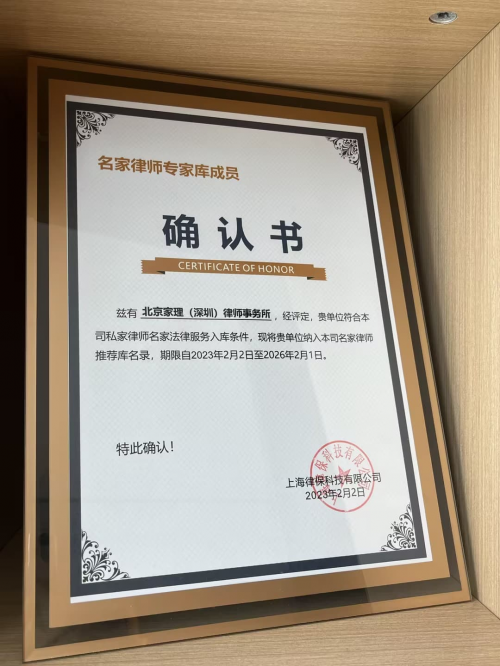 名家律师专家库成员
确认书
CERTIFICATE OF HONOR
兹有 北京家理（深圳）律师事务所 ，经评定，贵单位符合本
司私家律师名家法律服务入库条件，现将贵单位纳入本司名家律师
推荐库名录，期限自2023年2月2日至2026年2月1日。
特此确认！
上海律保科技有限公司
2023年2月2日